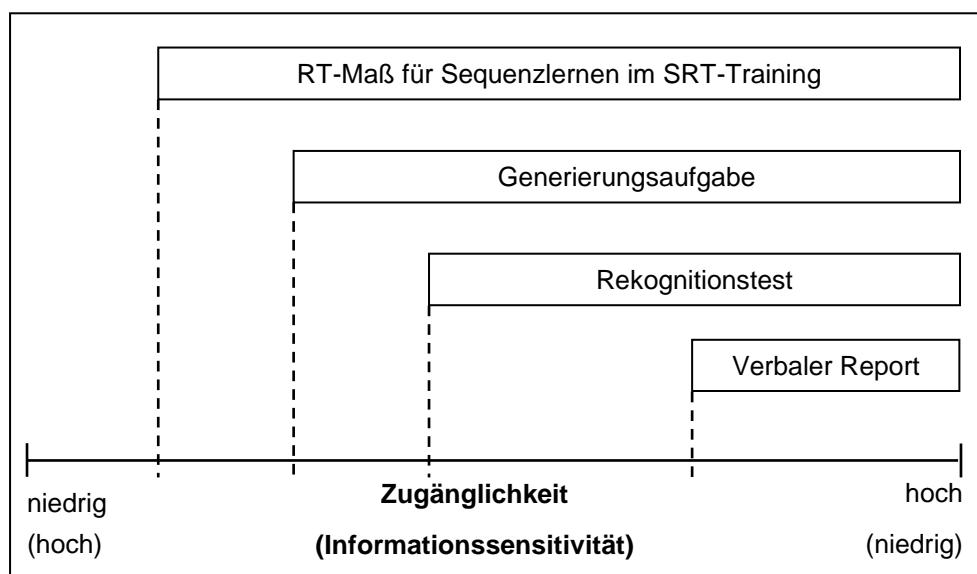 RT-Maß für Sequenzlernen im SRT-Training
Generierungsaufgabe
Rekognitionstest
Verbaler Report
niedrig Zugänglichkeit hoch
(hoch) (Informationssensitivität) (niedrig)